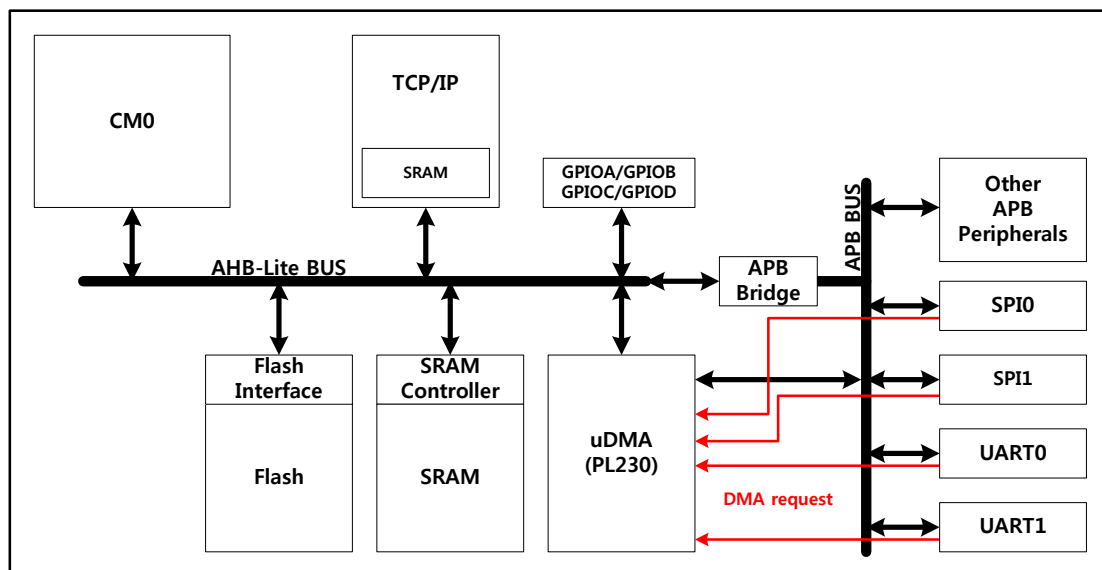 CM0
TCP/IP
SRAM
GPIOA/GPIOB
GPIOC/GPIOD
APB BUS
Other
APB
Peripherals
AHB-Lite BUS
APB
Bridge
SPI0
Flash
Interface
SRAM
Controller
SPI1
Flash
SRAM
uDMA
(PL230)
UART0
DMA request
UART1